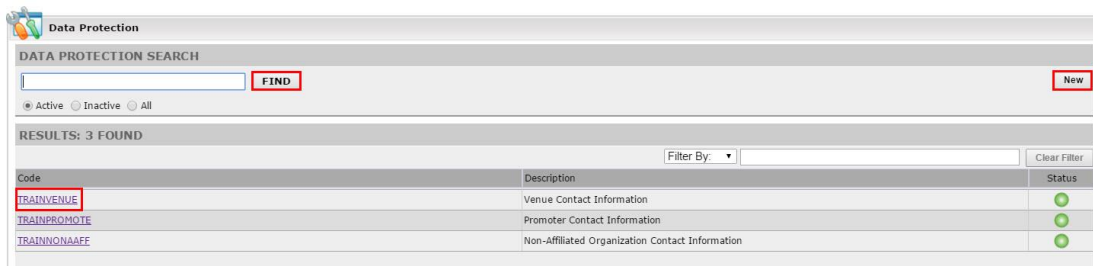 Data Protection
DATA PROTECTION SEARCH
FIND New
Active Inactive All
RESULTS: 3 FOUND
Filter By: Clear Filter
Code Description Status
TRAINVENUE Venue Contact Information
TRAINPROMOTE Promoter Contact Information
TRAINNONAAFF Non-Affiliated Organization Contact Information